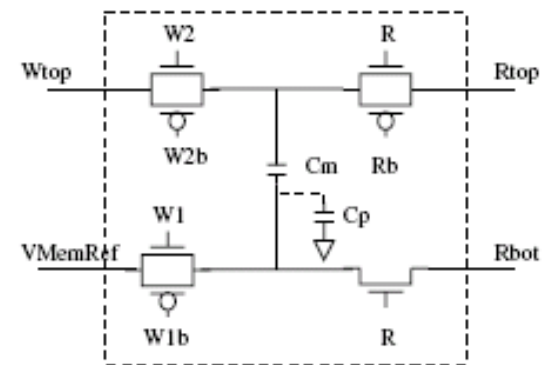 W2 R
Wtop Rtop
W2b Cm Rb
W1 Cp
VMemRef Rbot
W1b R